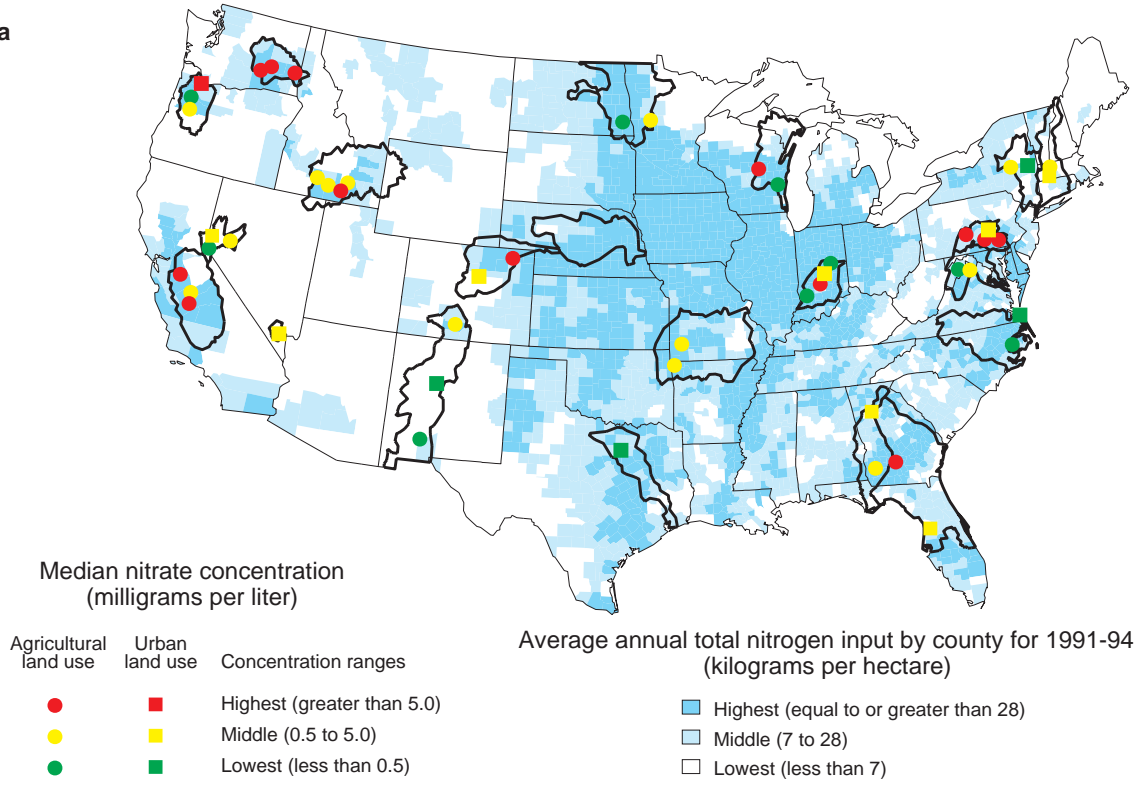 a
Median nitrate concentration
(milligrams per liter)
Agricultural
land use
Urban
land use
Concentration ranges
Highest (greater than 5.0)
Middle (0.5 to 5.0)
Lowest (less than 0.5)
Average annual total nitrogen input by county for 1991-94
(kilograms per hectare)
Highest (equal to or greater than 28)
Middle (7 to 28)
Lowest (less than 7)